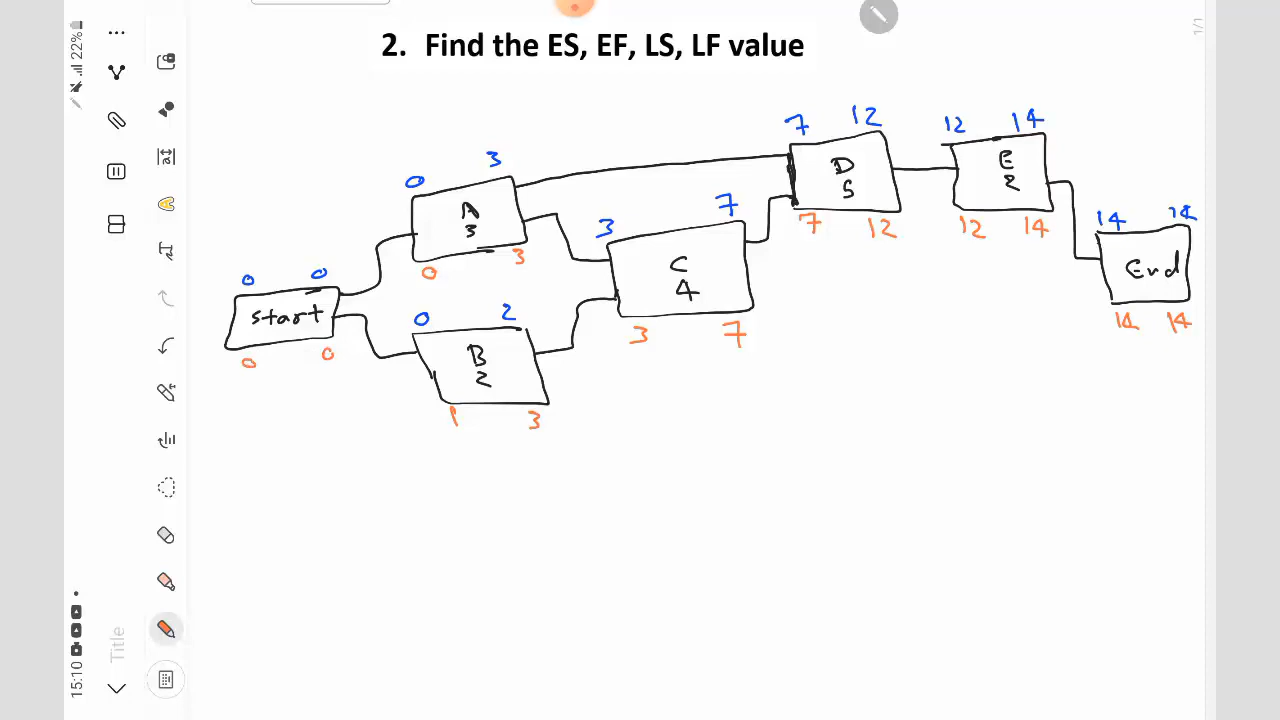 2. Find the ES, EF, LS, LF value
7 12
12 14
D
5
E
2
7 12
12 14
0 3
A
3
0 3
3 7
C
4
3 7
14 14
End
14 14
0 0
Start
0 0
0 2
B
2
1 3
22%
15:10
Title
1/1